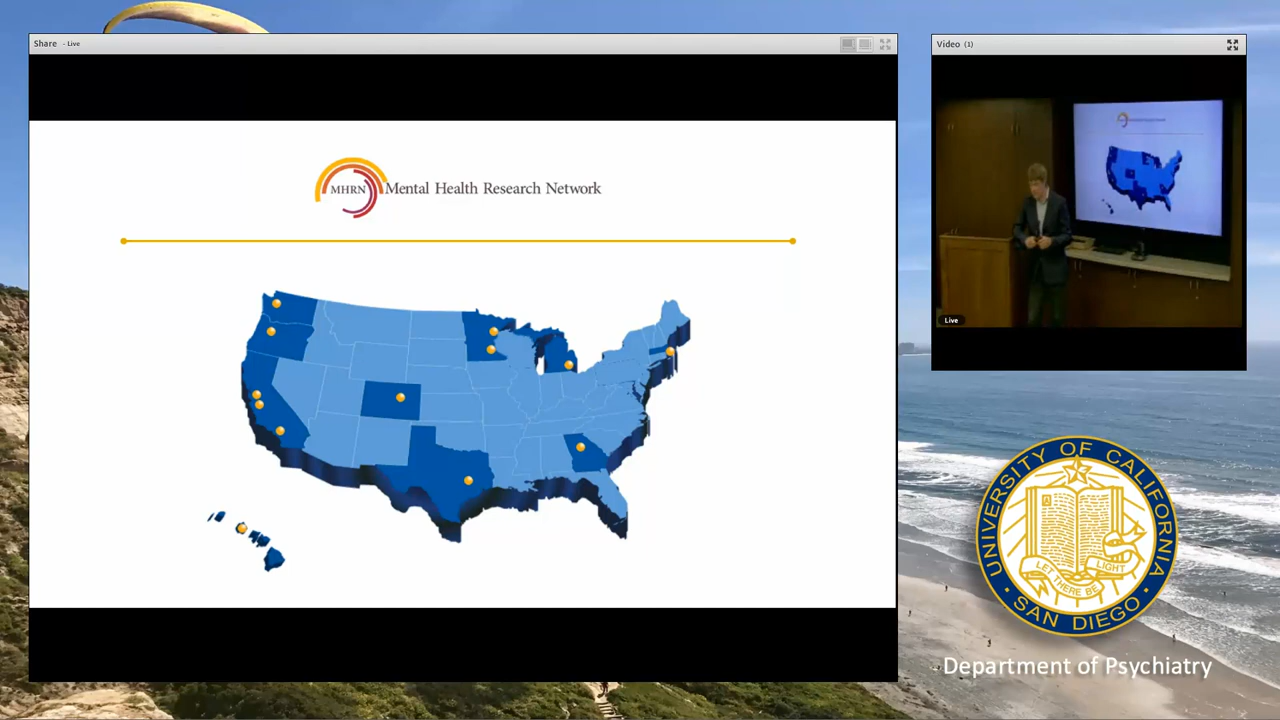 Share - Live
MHRN Mental Health Research Network
Video (1)
Live
UNIVERSITY OF CALIFORNIA
LET THERE BE LIGHT
· SAN DIEGO ·
Department of Psychiatry